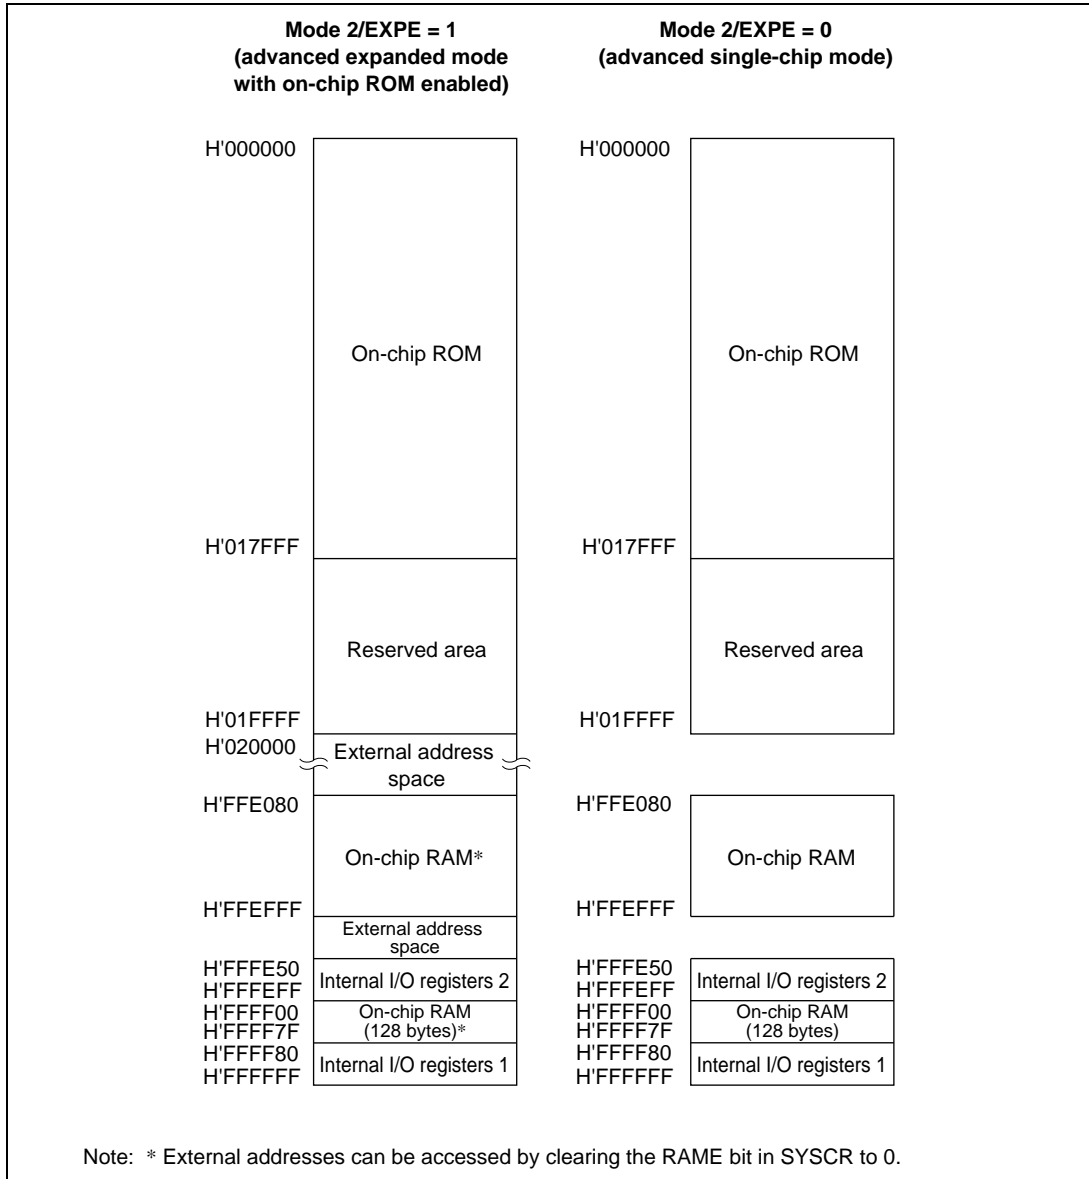 Mode 2/EXPE = 1
(advanced expanded mode
with on-chip ROM enabled)
Mode 2/EXPE = 0
(advanced single-chip mode)
H'000000
On-chip ROM
H'017FFF
Reserved area
H'01FFFF
H'020000
External address
space
H'FFE080
On-chip RAM*
H'FFEFFF
External address
space
H'FFFE50
Internal I/O registers 2
H'FFFEFF
H'FFFF00
On-chip RAM
(128 bytes)*
H'FFFF7F
H'FFFF80
Internal I/O registers 1
H'FFFFFF
H'000000
On-chip ROM
H'017FFF
Reserved area
H'01FFFF
H'FFE080
On-chip RAM
H'FFEFFF
H'FFFE50
Internal I/O registers 2
H'FFFEFF
H'FFFF00
On-chip RAM
(128 bytes)
H'FFFF7F
H'FFFF80
Internal I/O registers 1
H'FFFFFF
Note: * External addresses can be accessed by clearing the RAME bit in SYSCR to 0.